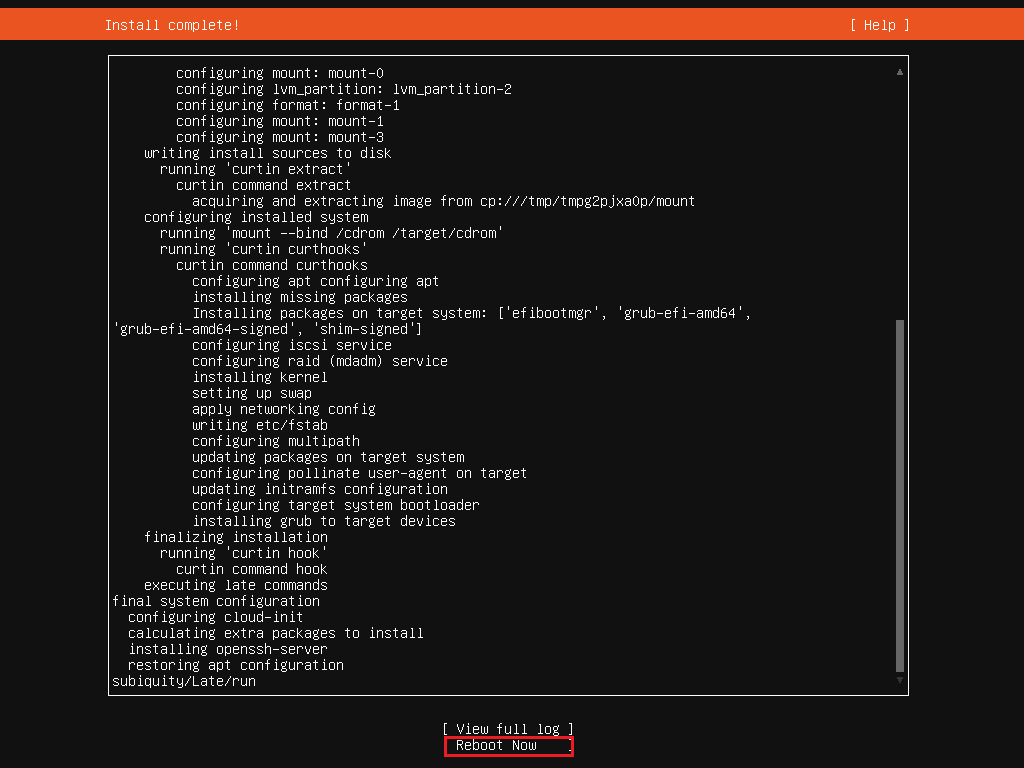 Install complete!
[ Help ]
configuring mount: mount-0
configuring lvm_partition: lvm_partition-2
configuring format: format-1
configuring mount: mount-1
configuring mount: mount-3
writing install sources to disk
running 'curtin extract'
curtin command extract
acquiring and extracting image from cp:///tmp/tmpg2pjxa0p/mount
configuring installed system
running 'mount --bind /cdrom /target/cdrom'
running 'curtin curthooks'
curtin command curthooks
configuring apt configuring apt
installing missing packages
Installing packages on target system: ['efibootmgr', 'grub-efi-amd64',
'grub-efi-amd64-signed', 'shim-signed']
configuring iscsi service
configuring raid (mdadm) service
installing kernel
setting up swap
apply networking config
writing etc/fstab
configuring multipath
updating packages on target system
configuring pollinate user-agent on target
updating initramfs configuration
configuring target system bootloader
installing grub to target devices
finalizing installation
running 'curtin hook'
curtin command hook
executing late commands
final system configuration
configuring cloud-init
calculating extra packages to install
installing openssh-server
restoring apt configuration
subiquity/Late/run
[ View full log ]
Reboot Now ]